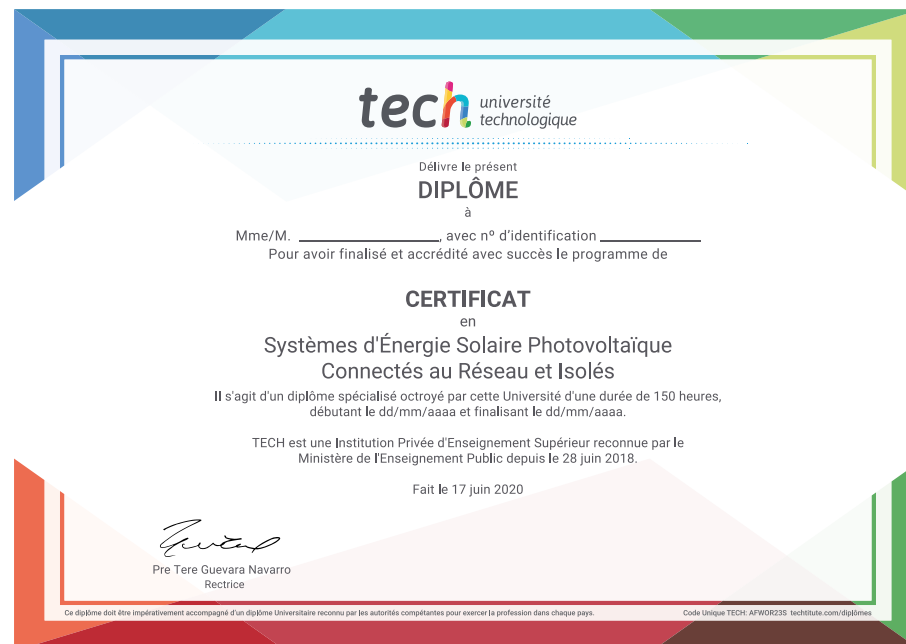 tech université
technologique
Délivre le présent
DIPLÔME
à
Mme/M. ____________________, avec nº d'identification ______________
Pour avoir finalisé et accrédité avec succès le programme de
CERTIFICAT
en
Systèmes d'Énergie Solaire Photovoltaïque
Connectés au Réseau et Isolés
Il s'agit d'un diplôme spécialisé octroyé par cette Université d'une durée de 150 heures,
débutant le dd/mm/aaaa et finalisant le dd/mm/aaaa.
TECH est une Institution Privée d'Enseignement Supérieur reconnue par le
Ministère de l'Enseignement Public depuis le 28 juin 2018.
Fait le 17 juin 2020
Pre Tere Guevara Navarro
Rectrice
Ce diplôme doit être impérativement accompagné d'un diplôme Universitaire reconnu par les autorités compétentes pour exercer la profession dans chaque pays.
Code Unique TECH: AFWOR23S techtitute.com/diplômes